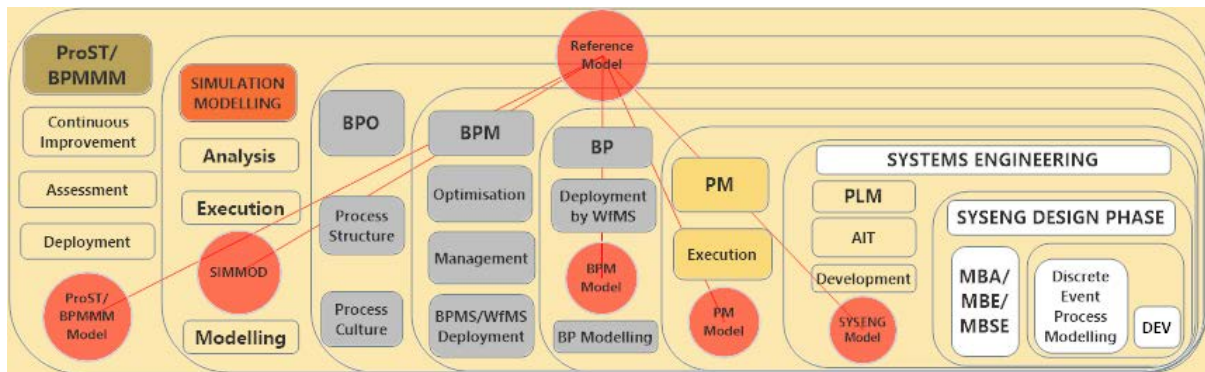 ProST/
BPMMM
Continuous
Improvement
Assessment
Deployment
ProST/
BPMMM
Model
SIMULATION
MODELLING
Analysis
Execution
SIMMOD
Modelling
BPO
Process
Structure
Process
Culture
Reference
Model
BPM
Optimisation
Management
BPMS/WfMS
Deployment
BP
Deployment
by WfMS
BPM
Model
BP Modelling
PM
Execution
PM
Model
SYSTEMS ENGINEERING
PLM
AIT
Development
SYSENG
Model
SYSENG DESIGN PHASE
MBA/
MBE/
MBSE
Discrete
Event
Process
Modelling
DEV